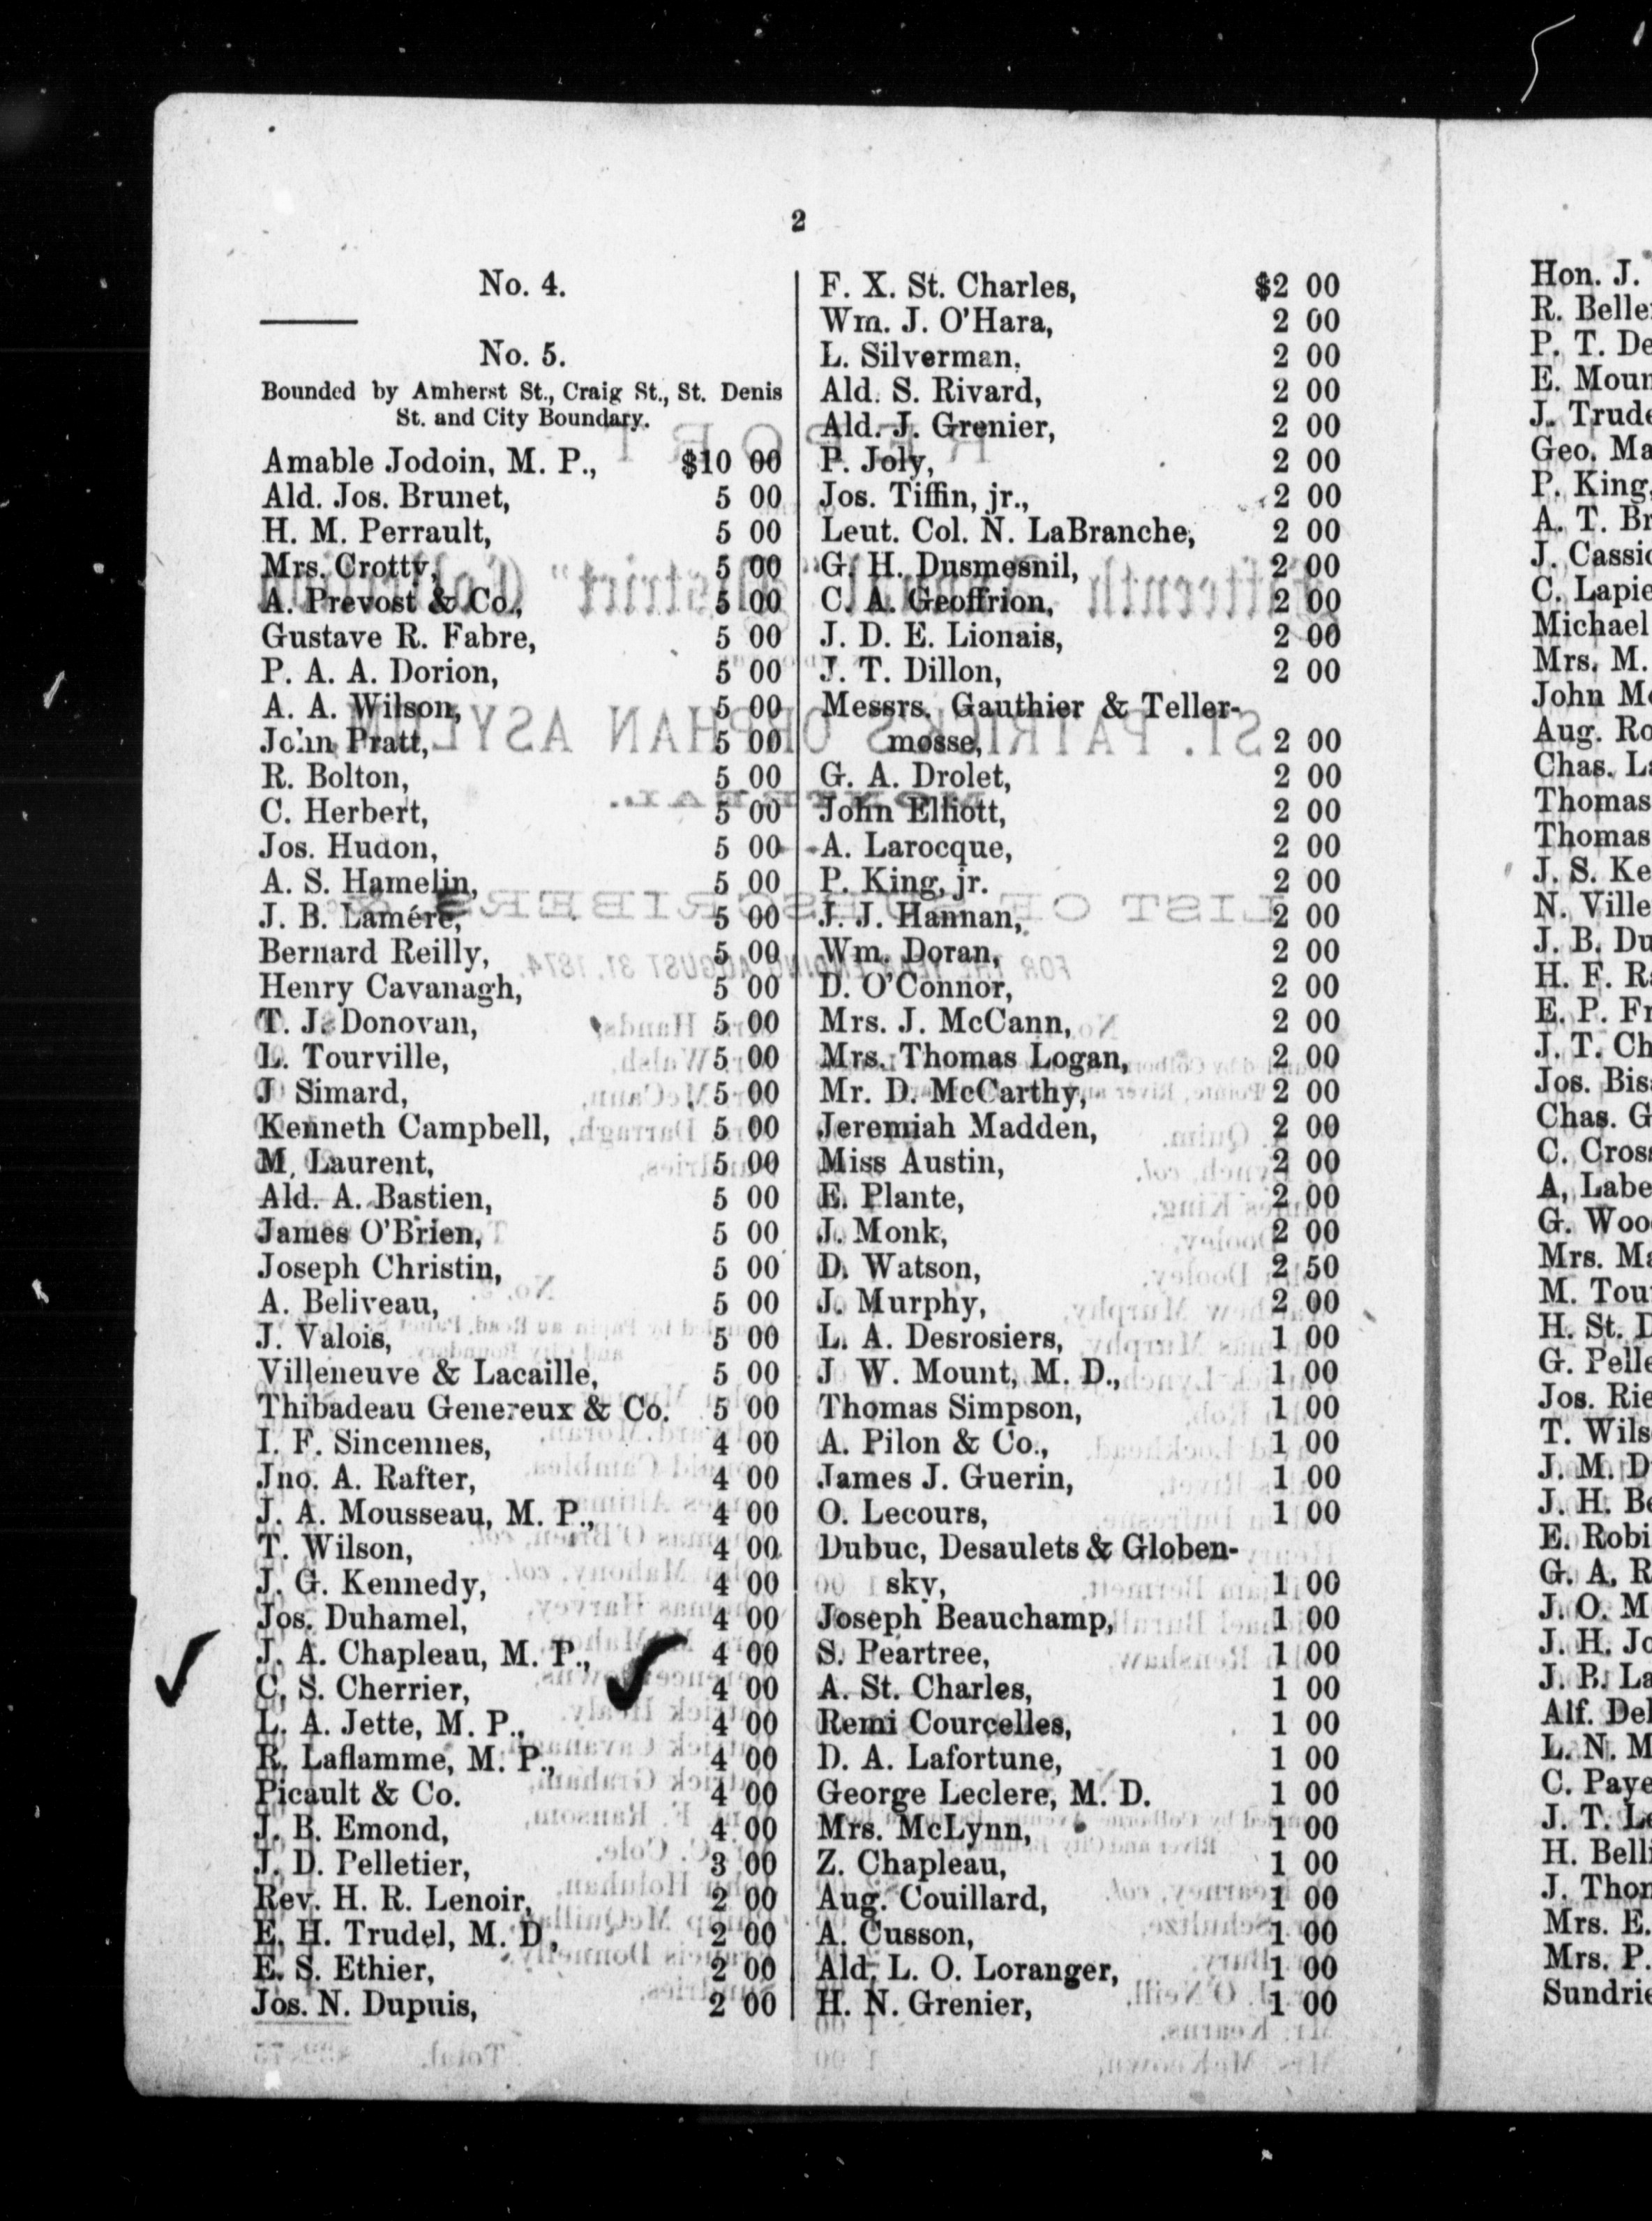 2
No. 4.
No. 5.
Bounded by Amherst St., Craig St., St. Denis
St. and City Boundary.
Amable Jodoin, M. P., $10 00
Ald. Jos. Brunet, 5 00
H. M. Perrault, 5 00
Mrs. Crotty, 5 00
A. Prevost & Co., 5 00
Gustave R. Fabre, 5 00
P. A. A. Dorion, 5 00
A. A. Wilson, 5 00
John Pratt, 5 00
R. Bolton, 5 00
C. Herbert, 5 00
Jos. Hudon, 5 00
A. S. Hamelin, 5 00
J. B. Lamére, 5 00
Bernard Reilly, 5 00
Henry Cavanagh, 5 00
T. J. Donovan, 5 00
L. Tourville, 5 00
J Simard, 5 00
Kenneth Campbell, 5 00
M, Laurent, 5 00
Ald. A. Bastien, 5 00
James O'Brien, 5 00
Joseph Christin, 5 00
A. Beliveau, 5 00
J. Valois, 5 00
Villeneuve & Lacaille, 5 00
Thibadeau Genereux & Co. 5 00
I. F. Sincennes, 4 00
Jno. A. Rafter, 4 00
J. A. Mousseau, M. P., 4 00
T. Wilson, 4 00
J. G. Kennedy, 4 00
Jos. Duhamel, 4 00
J. A. Chapleau, M. P., 4 00
C. S. Cherrier, 4 00
L. A. Jette, M. P., 4 00
R. Laflamme, M. P., 4 00
Picault & Co. 4 00
J. B. Emond, 4 00
J. D. Pelletier, 3 00
Rev. H. R. Lenoir, 2 00
E. H. Trudel, M. D, 2 00
E. S. Ethier, 2 00
Jos. N. Dupuis, 2 00
F. X. St. Charles, $2 00
Wm. J. O'Hara, 2 00
L. Silverman, 2 00
Ald. S. Rivard, 2 00
Ald. J. Grenier, 2 00
P. Joly, 2 00
Jos. Tiffin, jr., 2 00
Leut. Col. N. LaBranche, 2 00
G. H. Dusmesnil, 2 00
C. A. Geoffrion, 2 00
J. D. E. Lionais, 2 00
J. T. Dillon, 2 00
Messrs. Gauthier & Teller-
mosse, 2 00
G. A. Drolet, 2 00
John Elliott, 2 00
A. Larocque, 2 00
P. King, jr. 2 00
J. J. Hannan, 2 00
Wm. Doran, 2 00
D. O'Connor, 2 00
Mrs. J. McCann, 2 00
Mrs. Thomas Logan, 2 00
Mr. D. McCarthy, 2 00
Jeremiah Madden, 2 00
Miss Austin, 2 00
E. Plante, 2 00
J. Monk, 2 00
D. Watson, 2 50
J. Murphy, 2 00
L. A. Desrosiers, 1 00
J W. Mount, M. D., 1 00
Thomas Simpson, 1 00
A. Pilon & Co., 1 00
James J. Guerin, 1 00
O. Lecours, 1 00
Dubuc, Desaulets & Globen-
sky, 1 00
Joseph Beauchamp, 1 00
S. Peartree, 1 00
A. St. Charles, 1 00
Remi Courcelles, 1 00
D. A. Lafortune, 1 00
George Leclere, M. D. 1 00
Mrs. McLynn, 1 00
Z. Chapleau, 1 00
Aug. Couillard, 1 00
A. Cusson, 1 00
Ald. L. O. Loranger, 1 00
H. N. Grenier, 1 00
Hon. J.
R.
P. T.
E.
J.
Geo.
P. King,
A. T.
J.
C.
Michael
Mrs. M.
John
Aug.
Chas.
Thomas
Thomas
J. S.
N.
J. B.
H. F.
E. P.
J. T.
Jos.
Chas.
C.
A,
G.
Mrs.
M.
H. St.
G.
Jos.
T.
J. M.
J. H.
E.
G. A.
J. O.
J. H.
J. B.
Alf.
L. N.
C.
J. T.
H.
J.
Mrs. E.
Mrs. P.